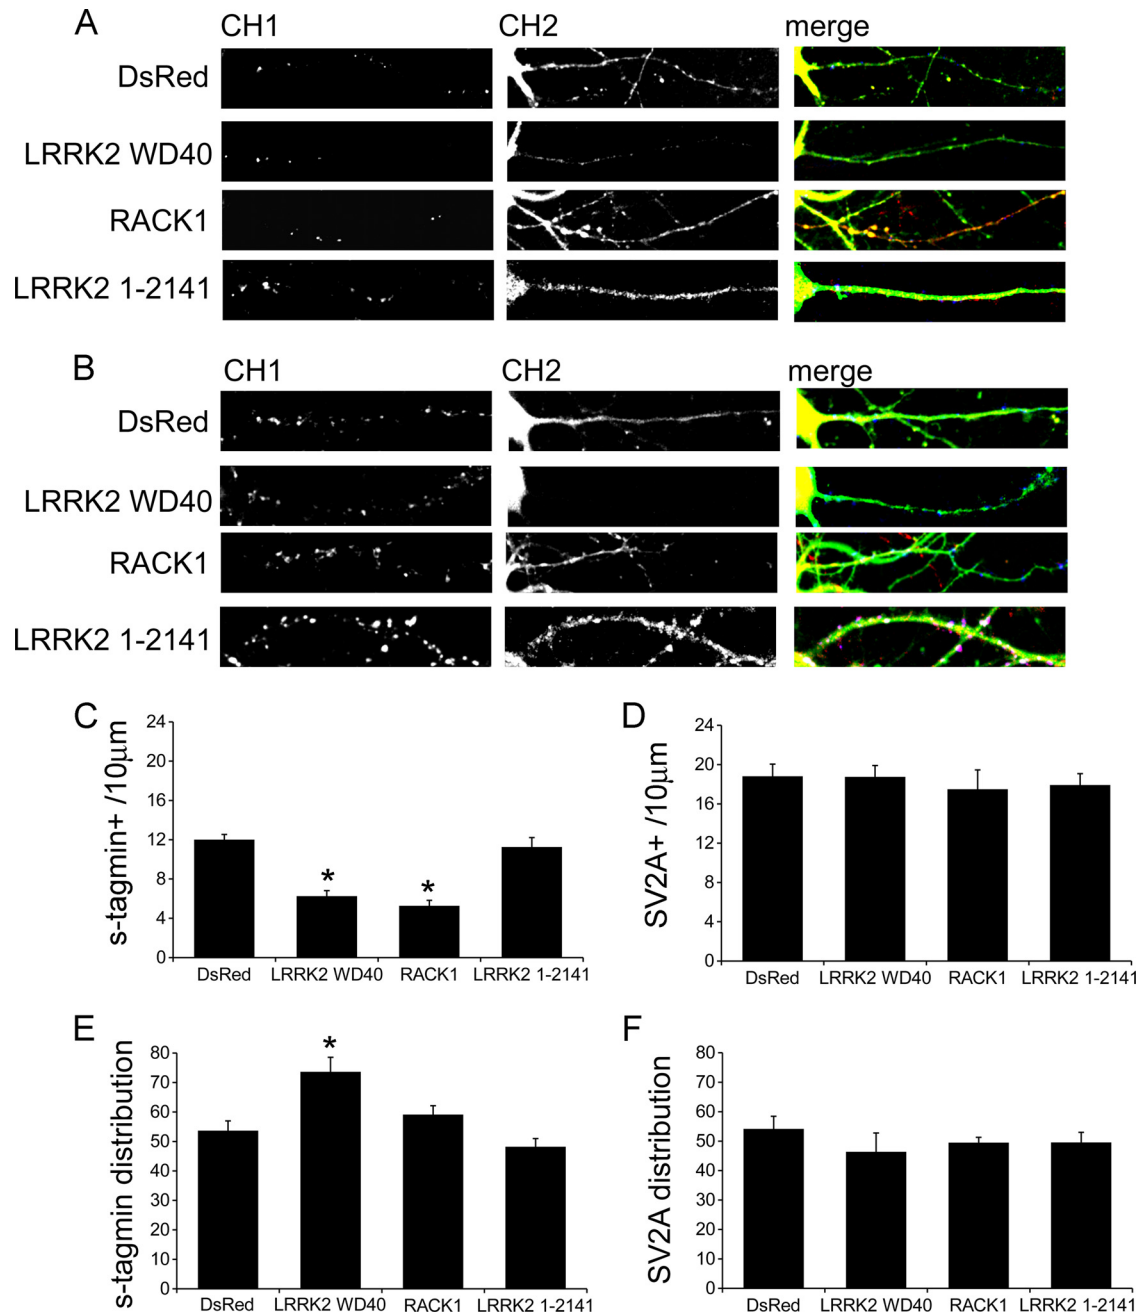 A
CH1 CH2 merge
DsRed
LRRK2 WD40
RACK1
LRRK2 1-2141
B
CH1 CH2 merge
DsRed
LRRK2 WD40
RACK1
LRRK2 1-2141
C
s-tagmin+ /10μm
24
20
16
12
8
4
0
* *
DsRed LRRK2 WD40 RACK1 LRRK2 1-2141
D
SV2A+ /10μm
24
20
16
12
8
4
0
DsRed LRRK2 WD40 RACK1 LRRK2 1-2141
E
s-tagmin distribution
80
70
60
50
40
30
20
10
0
*
DsRed LRRK2 WD40 RACK1 LRRK2 1-2141
F
SV2A distribution
80
70
60
50
40
30
20
10
0
DsRed LRRK2 WD40 RACK1 LRRK2 1-2141